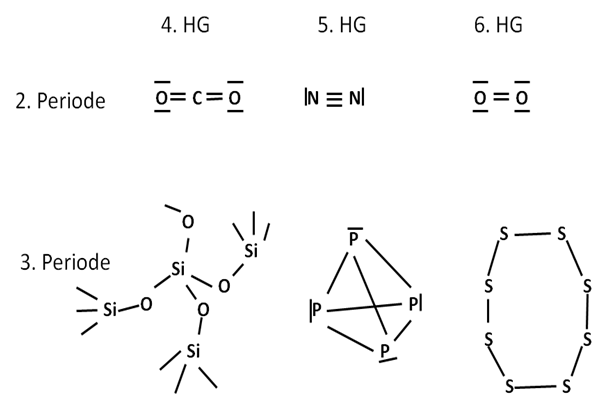 4. HG 5. HG 6. HG
2. Periode O=C=O |N≡N| O=O
3. Periode
O
Si
Si
O
Si
O
O
Si
P
|P
P|
P
S S
S S
S S
S S